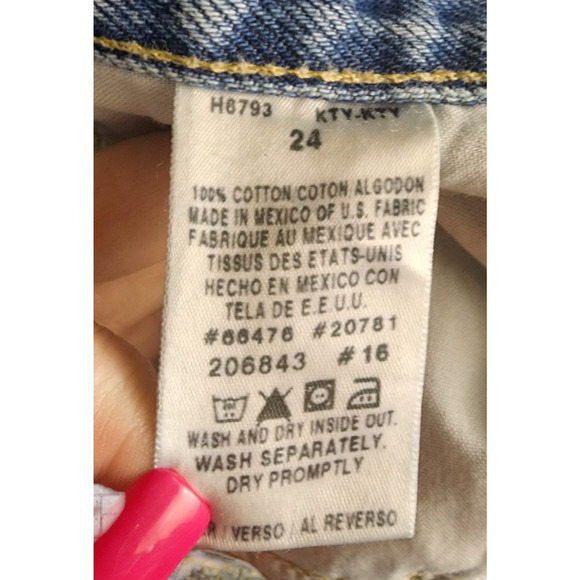 H6793 KTY-KTY
24
100% COTTON/COTON/ALGODON
MADE IN MEXICO OF U.S. FABRIC
FABRIQUE AU MEXIQUE AVEC
TISSUS DES ETATS-UNIS
HECHO EN MEXICO CON
TELA DE E.E.U.U.
#66476 #20781
206843 #16
WASH AND DRY INSIDE OUT.
WASH SEPARATELY.
DRY PROMPTLY
/ VERSO / AL REVERSO